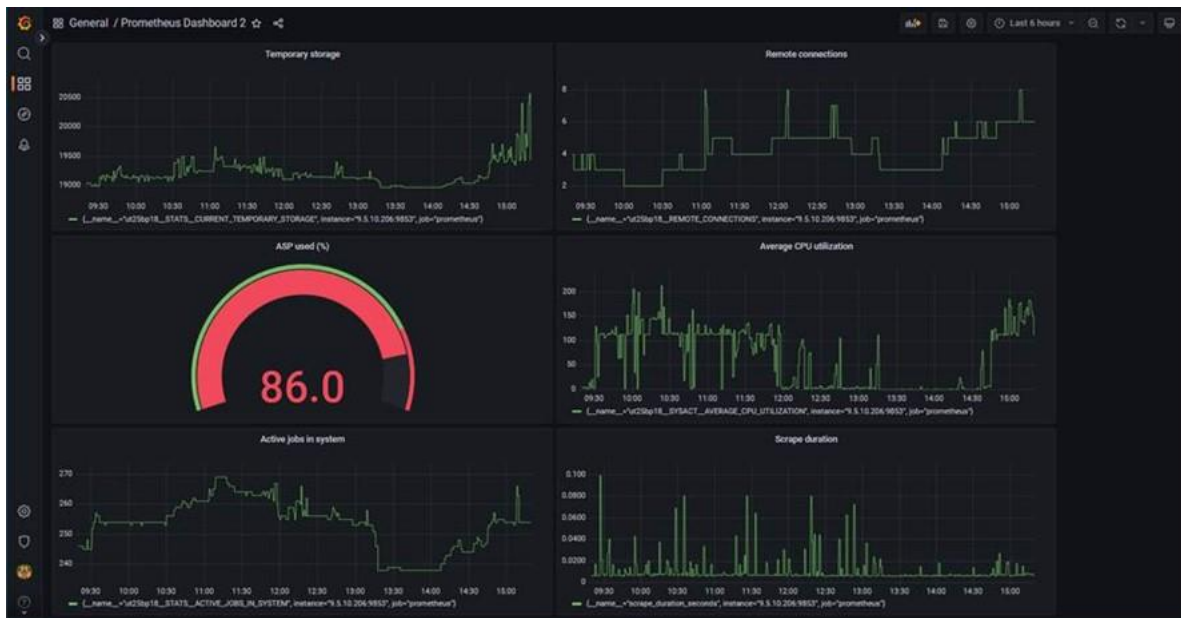 General / Prometheus Dashboard 2
Last 6 hours
Temporary storage
20500
20000
19500
19000
09:30 10:00 10:30 11:00 11:30 12:00 12:30 13:00 13:30 14:00 14:30 15:00
{__name__="ut25bp18__STATS__CURRENT_TEMPORARY_STORAGE", instance="9.5.10.206:9853", job="prometheus"}
Remote connections
8
6
4
2
09:30 10:00 10:30 11:00 11:30 12:00 12:30 13:00 13:30 14:00 14:30 15:00
{__name__="ut25bp18__REMOTE_CONNECTIONS", instance="9.5.10.206:9853", job="prometheus"}
ASP used (%)
86.0
Average CPU utilization
200
150
100
50
0
09:30 10:00 10:30 11:00 11:30 12:00 12:30 13:00 13:30 14:00 14:30 15:00
{__name__="ut25bp18__SYSACT__AVERAGE_CPU_UTILIZATION", instance="9.5.10.206:9853", job="prometheus"}
Active jobs in system
270
260
250
240
09:30 10:00 10:30 11:00 11:30 12:00 12:30 13:00 13:30 14:00 14:30 15:00
{__name__="ut25bp18__STATS__ACTIVE_JOBS_IN_SYSTEM", instance="9.5.10.206:9853", job="prometheus"}
Scrape duration
0.100
0.0800
0.0600
0.0400
0.0200
0
09:30 10:00 10:30 11:00 11:30 12:00 12:30 13:00 13:30 14:00 14:30 15:00
{__name__="scrape_duration_seconds", instance="9.5.10.206:9853", job="prometheus"}